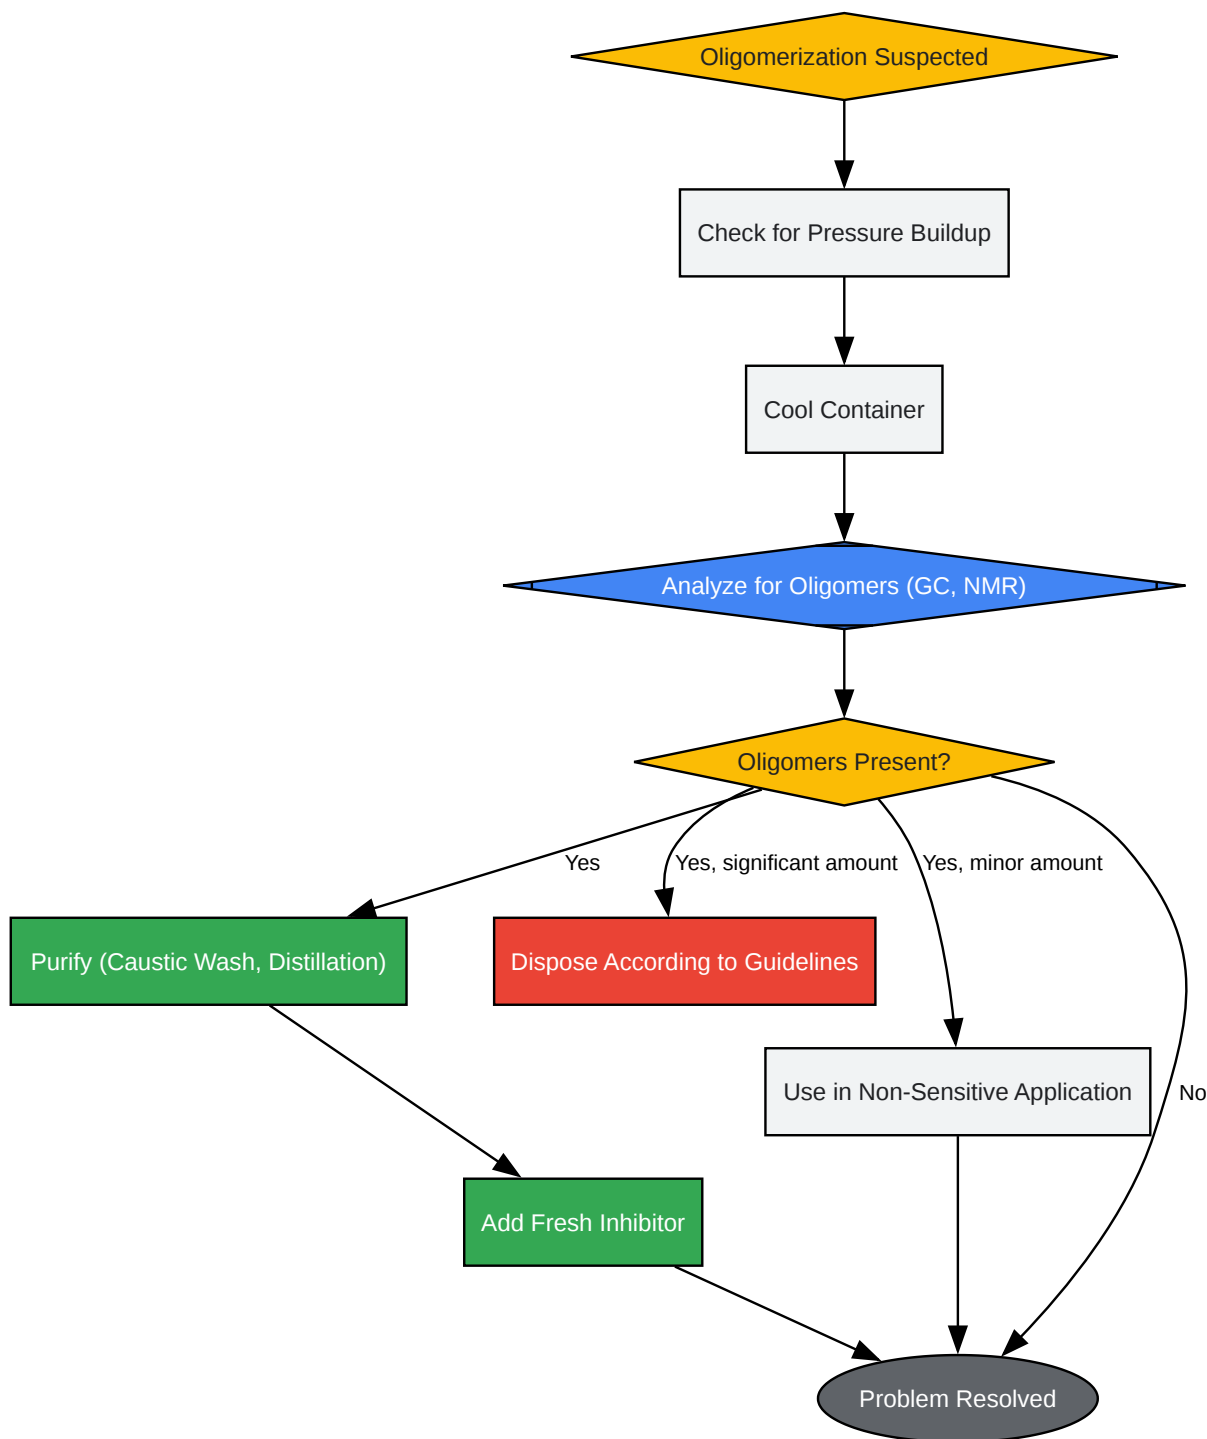 Oligomerization Suspected
Check for Pressure Buildup
Cool Container
Analyze for Oligomers (GC, NMR)
Oligomers Present?
Yes
Yes, significant amount
Yes, minor amount
Purify (Caustic Wash, Distillation)
Dispose According to Guidelines
Use in Non-Sensitive Application
No
Add Fresh Inhibitor
Problem Resolved